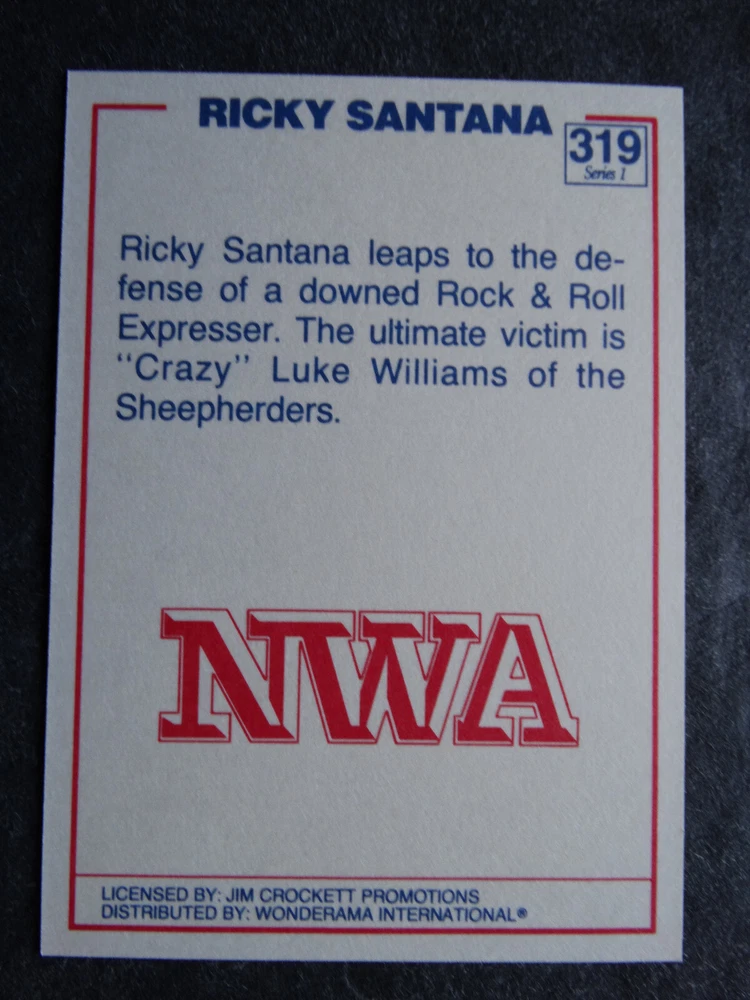 RICKY SANTANA
319
Series 1
Ricky Santana leaps to the de-
fense of a downed Rock & Roll
Expresser. The ultimate victim is
“Crazy” Luke Williams of the
Sheepherders.
NWA
LICENSED BY: JIM CROCKETT PROMOTIONS
DISTRIBUTED BY: WONDERAMA INTERNATIONAL®